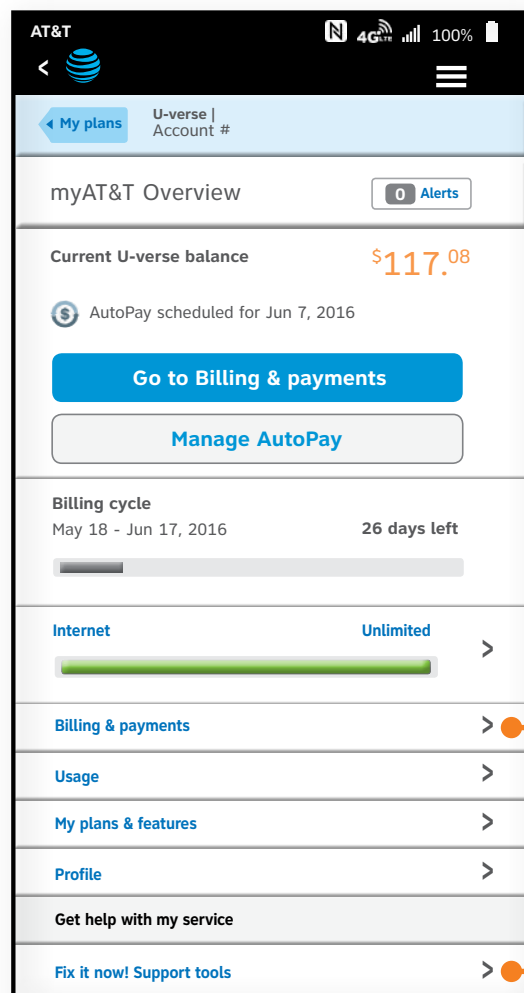 AT&T
N 4G LTE 100%
<
My plans
U-verse |
Account #
myAT&T Overview
0 Alerts
Current U-verse balance
$117.08
AutoPay scheduled for Jun 7, 2016
Go to Billing & payments
Manage AutoPay
Billing cycle
May 18 - Jun 17, 2016
26 days left
Internet
Unlimited
>
Billing & payments >
Usage >
My plans & features >
Profile >
Get help with my service
Fix it now! Support tools >